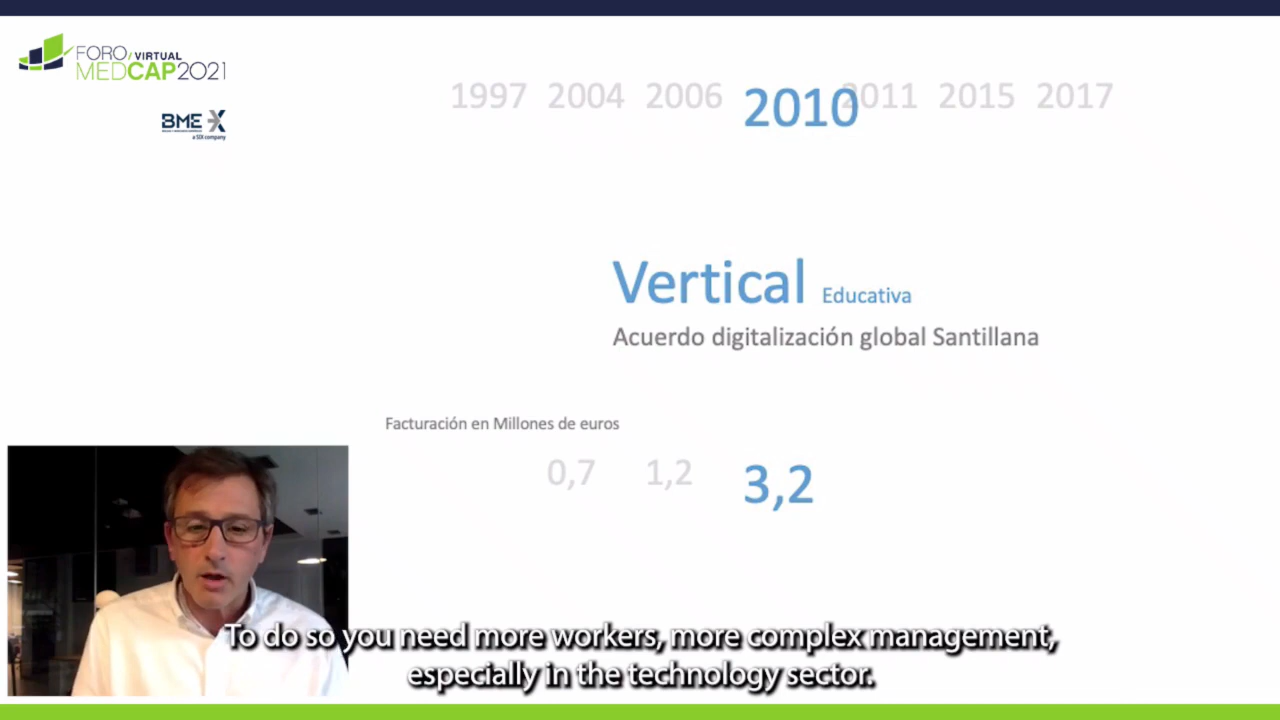 FORO/VIRTUAL
MEDCAP2021
BME X
a SIX company
1997 2004 2006 2010 2011 2015 2017
Vertical Educativa
Acuerdo digitalización global Santillana
Facturación en Millones de euros
0,7 1,2 3,2
To do so you need more workers, more complex management,
especially in the technology sector.